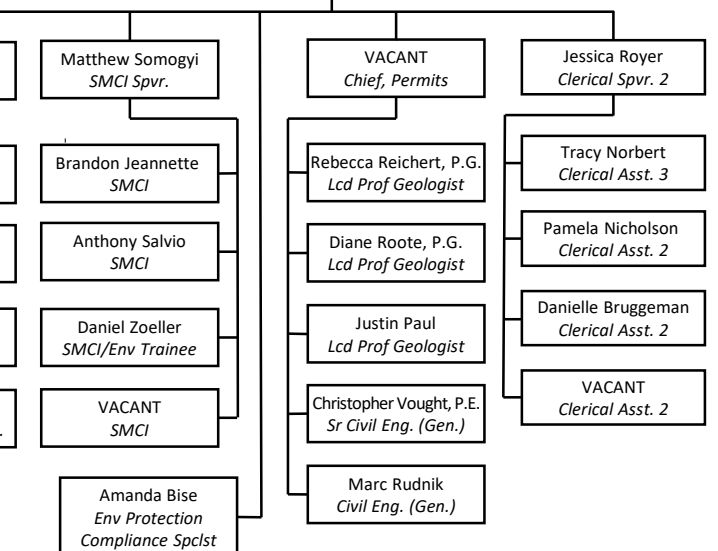 Matthew Somogyi
SMCI Spvr.
VACANT
Chief, Permits
Jessica Royer
Clerical Spvr. 2
Brandon Jeannette
SMCI
Anthony Salvio
SMCI
Daniel Zoeller
SMCI/Env Trainee
VACANT
SMCI
Amanda Bise
Env Protection
Compliance Spclst
Rebecca Reichert, P.G.
Lcd Prof Geologist
Diane Roote, P.G.
Lcd Prof Geologist
Justin Paul
Lcd Prof Geologist
Christopher Vought, P.E.
Sr Civil Eng. (Gen.)
Marc Rudnik
Civil Eng. (Gen.)
Tracy Norbert
Clerical Asst. 3
Pamela Nicholson
Clerical Asst. 2
Danielle Bruggeman
Clerical Asst. 2
VACANT
Clerical Asst. 2